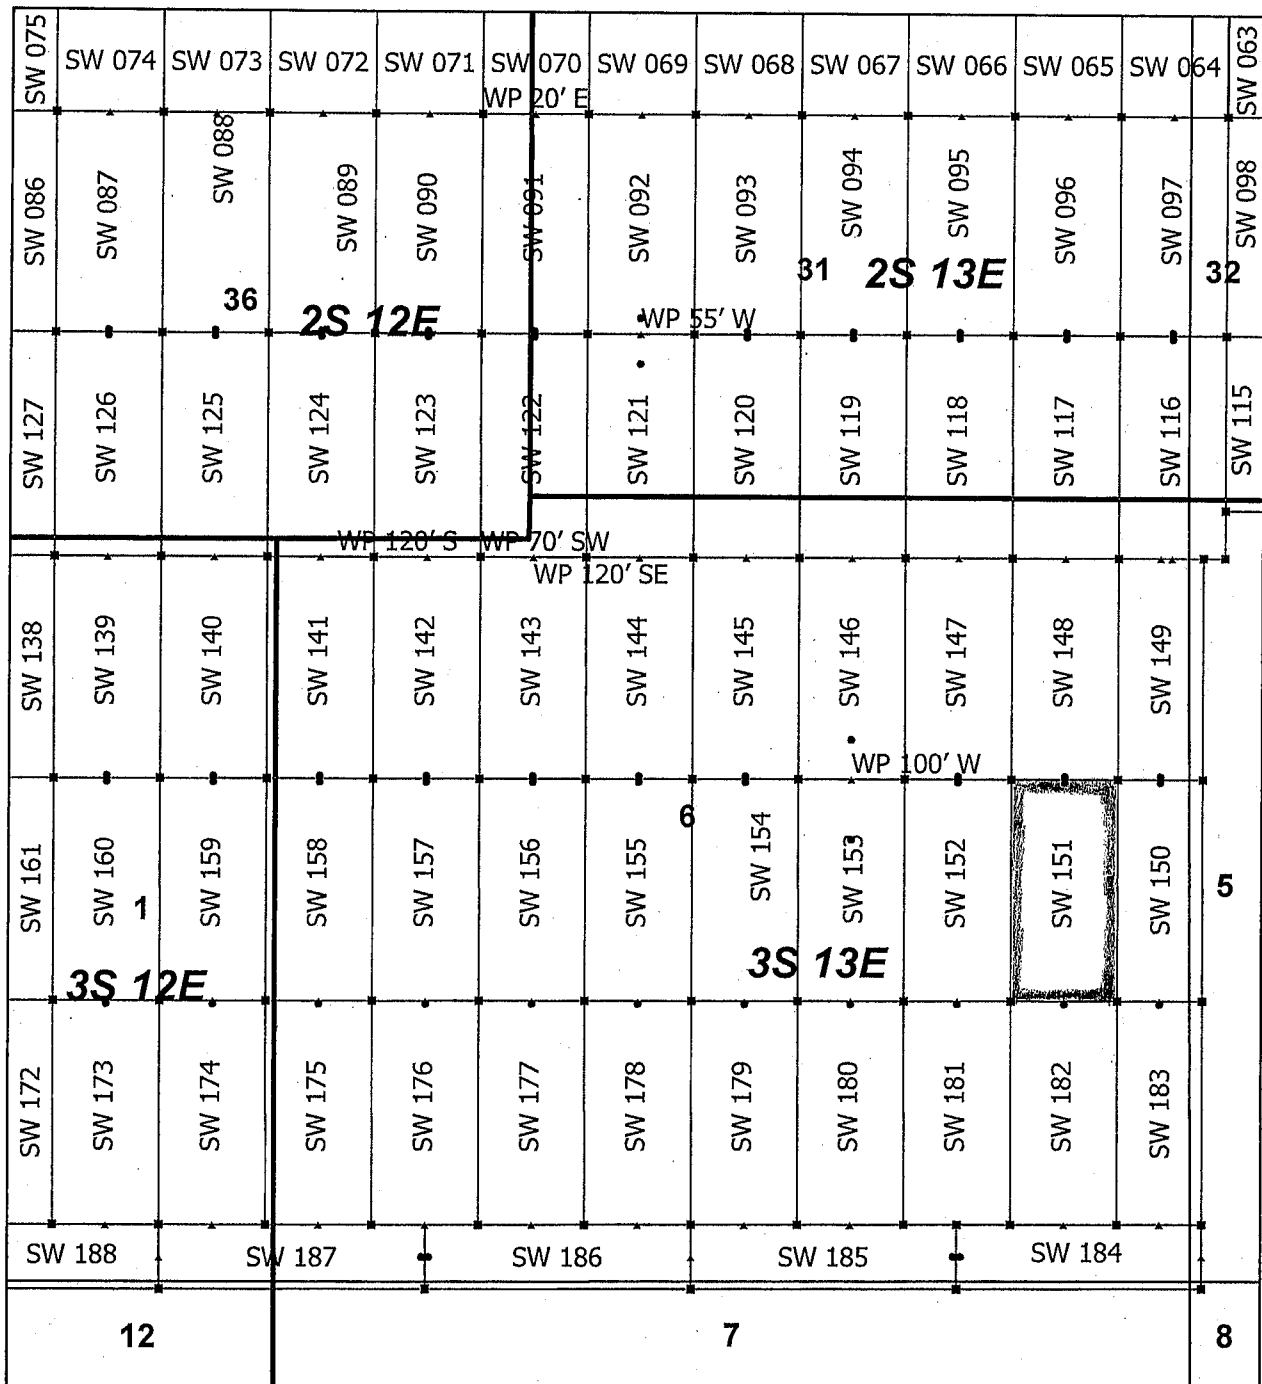 SW 075
SW 074
SW 073
SW 072
SW 071
SW 070
SW 069
SW 068
SW 067
SW 066
SW 065
SW 064
SW 063
WP 20' E
SW 086
SW 087
SW 088
SW 089
SW 090
SW 091
SW 092
SW 093
SW 094
SW 095
SW 096
SW 097
SW 098
36
2S 12E
31
2S 13E
32
WP 55' W
SW 127
SW 126
SW 125
SW 124
SW 123
SW 122
SW 121
SW 120
SW 119
SW 118
SW 117
SW 116
SW 115
WP 120' S
WP 70' SW
WP 120' SE
SW 138
SW 139
SW 140
SW 141
SW 142
SW 143
SW 144
SW 145
SW 146
SW 147
SW 148
SW 149
WP 100' W
6
SW 161
SW 160
1
SW 159
SW 158
SW 157
SW 156
SW 155
SW 154
SW 153
SW 152
SW 151
SW 150
5
3S 12E
3S 13E
SW 172
SW 173
SW 174
SW 175
SW 176
SW 177
SW 178
SW 179
SW 180
SW 181
SW 182
SW 183
SW 188
SW 187
SW 186
SW 185
SW 184
12
7
8